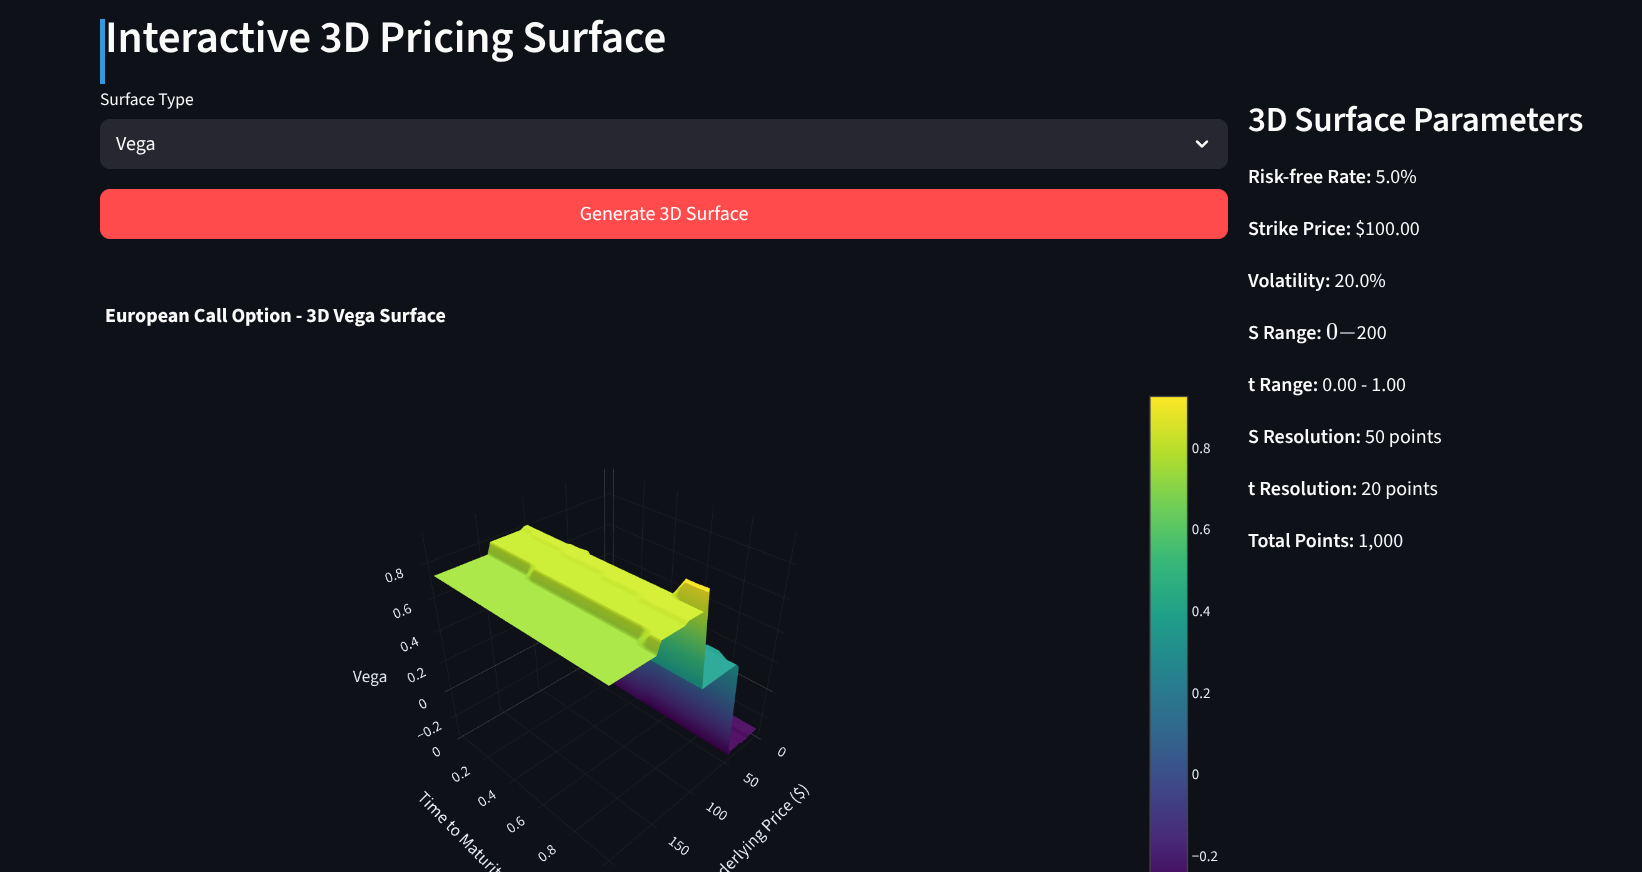 Interactive 3D Pricing Surface
Surface Type
Vega
Generate 3D Surface
European Call Option - 3D Vega Surface
0.8
0.6
0.4
0.2
0
−0.2
Vega
0
0.2
0.4
0.6
0.8
Time to
0
50
100
150
Price ($)
0.8
0.6
0.4
0.2
0
−0.2
3D Surface Parameters
Risk-free Rate: 5.0%
Strike Price: $100.00
Volatility: 20.0%
S Range: 0−200
t Range: 0.00 - 1.00
S Resolution: 50 points
t Resolution: 20 points
Total Points: 1,000